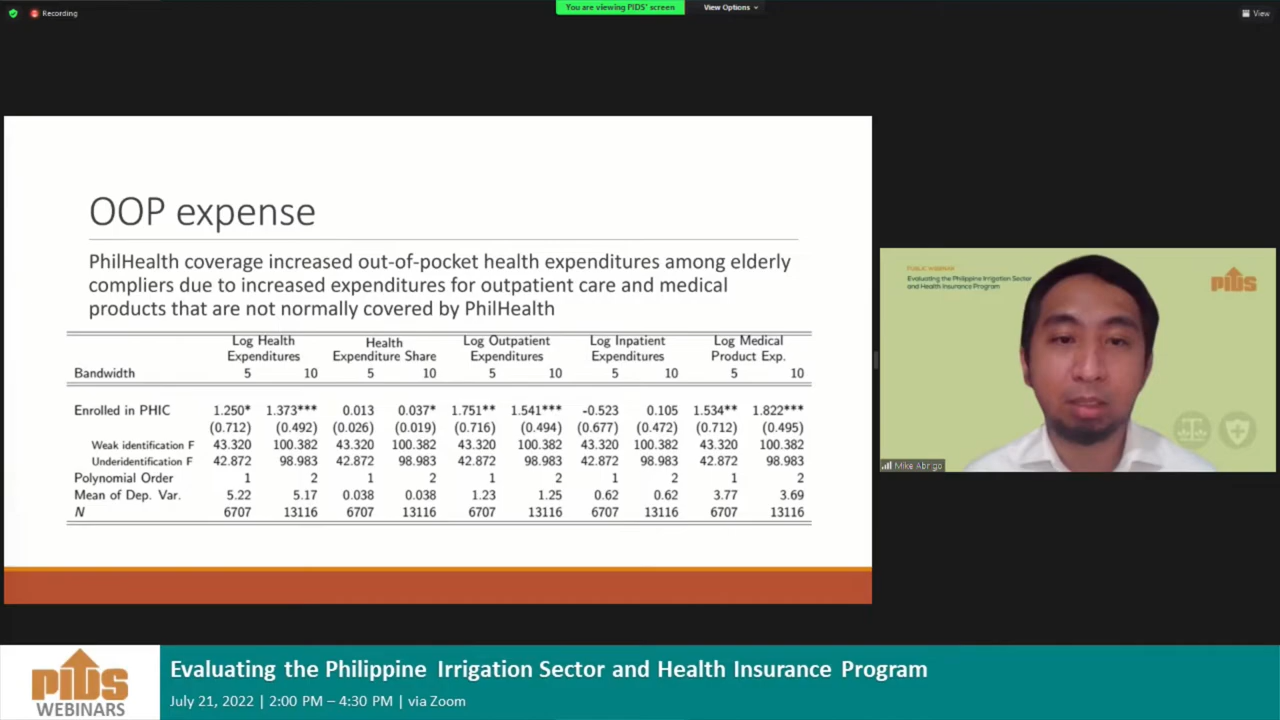 Recording
You are viewing PIDS' screen
View Options
View
OOP expense
PhilHealth coverage increased out-of-pocket health expenditures among elderly
compliers due to increased expenditures for outpatient care and medical
products that are not normally covered by PhilHealth
Log Health Health Log Outpatient Log Inpatient Log Medical
Expenditures Expenditure Share Expenditures Expenditures Product Exp.
Bandwidth 5 10 5 10 5 10 5 10 5 10
Enrolled in PHIC 1.250* 1.373*** 0.013 0.037* 1.751** 1.541*** -0.523 0.105 1.534** 1.822***
(0.712) (0.492) (0.026) (0.019) (0.716) (0.494) (0.677) (0.472) (0.712) (0.495)
Weak identification F 43.320 100.382 43.320 100.382 43.320 100.382 43.320 100.382 43.320 100.382
Underidentification F 42.872 98.983 42.872 98.983 42.872 98.983 42.872 98.983 42.872 98.983
Polynomial Order 1 2 1 2 1 2 1 2 1 2
Mean of Dep. Var. 5.22 5.17 0.038 0.038 1.23 1.25 0.62 0.62 3.77 3.69
N 6707 13116 6707 13116 6707 13116 6707 13116 6707 13116
PUBLIC WEBINAR
Evaluating the Philippine Irrigation Sector
and Health Insurance Program
PIDS
Mike Abrigo
PIDS
WEBINARS
Evaluating the Philippine Irrigation Sector and Health Insurance Program
July 21, 2022 | 2:00 PM – 4:30 PM | via Zoom